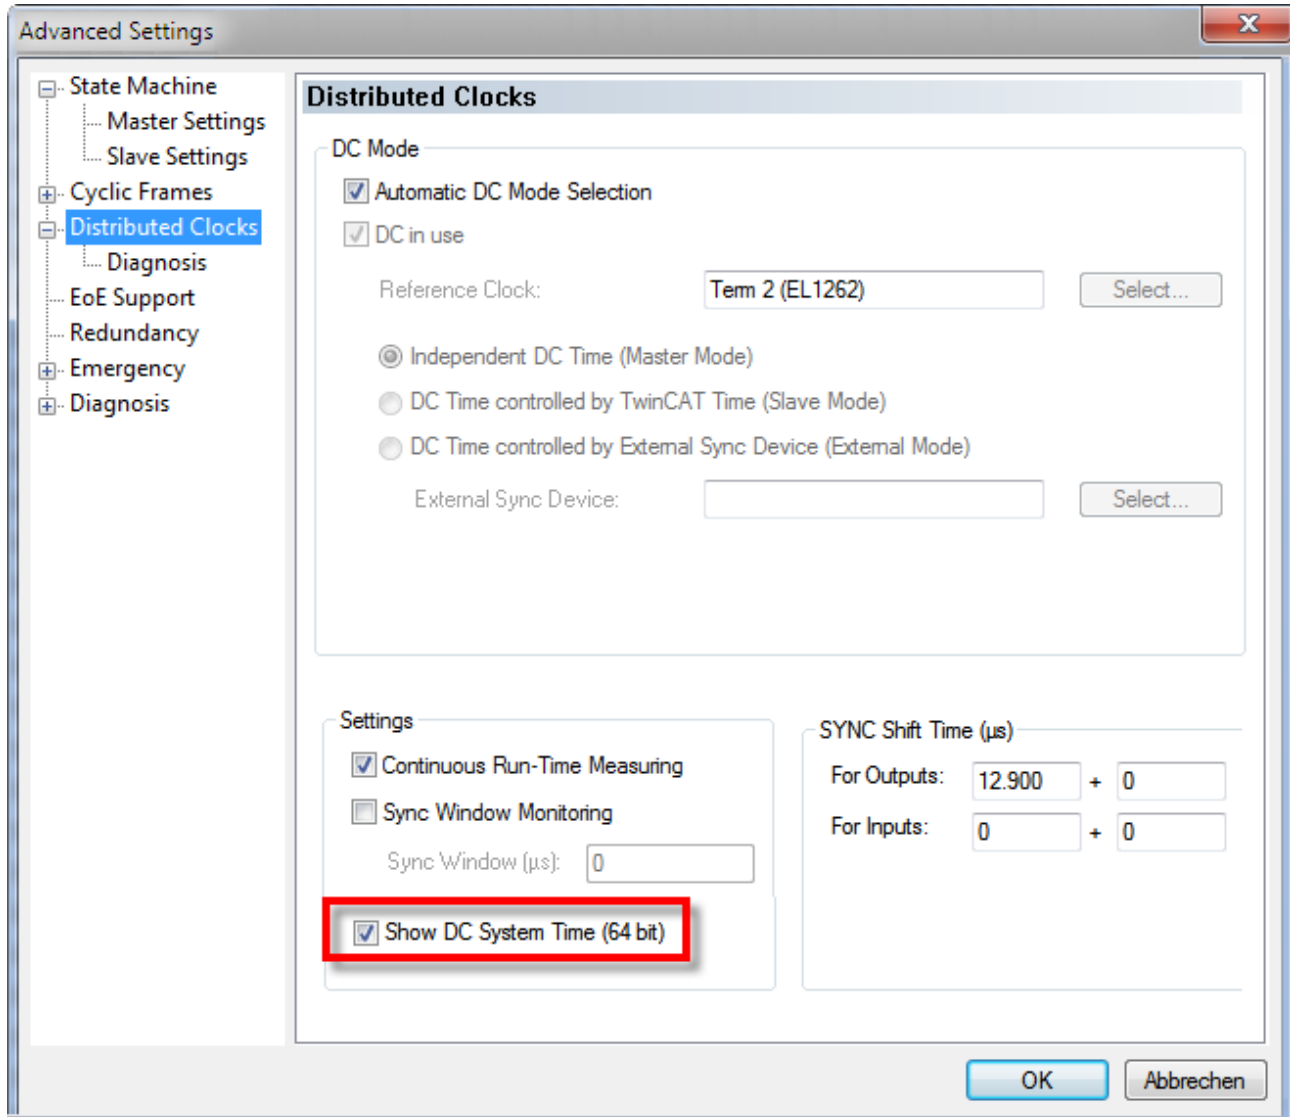 Advanced Settings
State Machine
Master Settings
Slave Settings
Cyclic Frames
Distributed Clocks
Diagnosis
EoE Support
Redundancy
Emergency
Diagnosis
Distributed Clocks
DC Mode
Automatic DC Mode Selection
DC in use
Reference Clock: Term 2 (EL1262) Select...
Independent DC Time (Master Mode)
DC Time controlled by TwinCAT Time (Slave Mode)
DC Time controlled by External Sync Device (External Mode)
External Sync Device: Select...
Settings
Continuous Run-Time Measuring
Sync Window Monitoring
Sync Window (µs): 0
Show DC System Time (64 bit)
SYNC Shift Time (µs)
For Outputs: 12.900 + 0
For Inputs: 0 + 0
OK Abbrechen